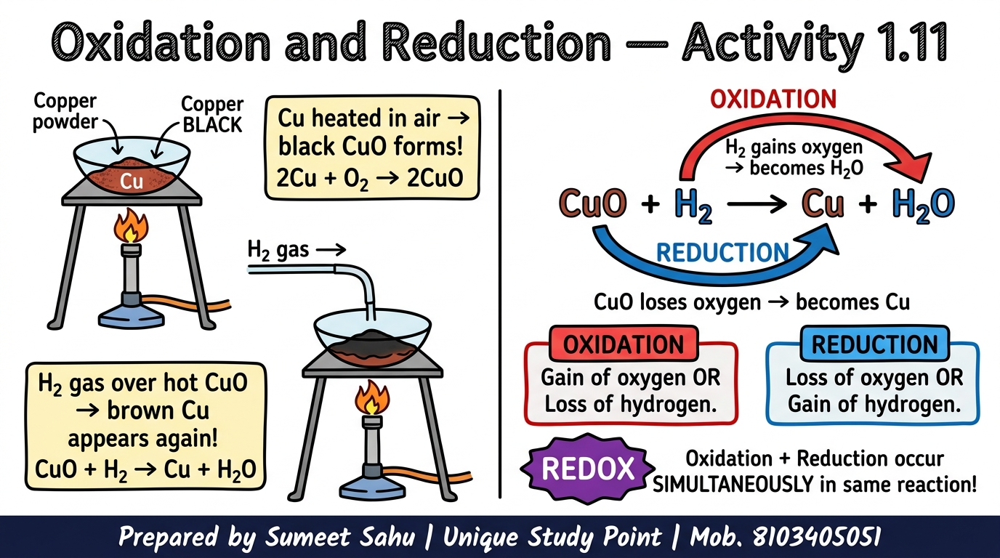 Oxidation and Reduction — Activity 1.11
Copper
powder
Copper
BLACK
Cu
Cu heated in air →
black CuO forms!
2Cu + O₂ → 2CuO
H₂ gas →
H₂ gas over hot CuO
→ brown Cu
appears again!
CuO + H₂ → Cu + H₂O
OXIDATION
H₂ gains oxygen
→ becomes H₂O
CuO + H₂ → Cu + H₂O
REDUCTION
CuO loses oxygen → becomes Cu
OXIDATION
Gain of oxygen OR
Loss of hydrogen.
REDUCTION
Loss of oxygen OR
Gain of hydrogen.
REDOX
Oxidation + Reduction occur
SIMULTANEOUSLY in same reaction!
Prepared by Sumeet Sahu | Unique Study Point | Mob. 8103405051